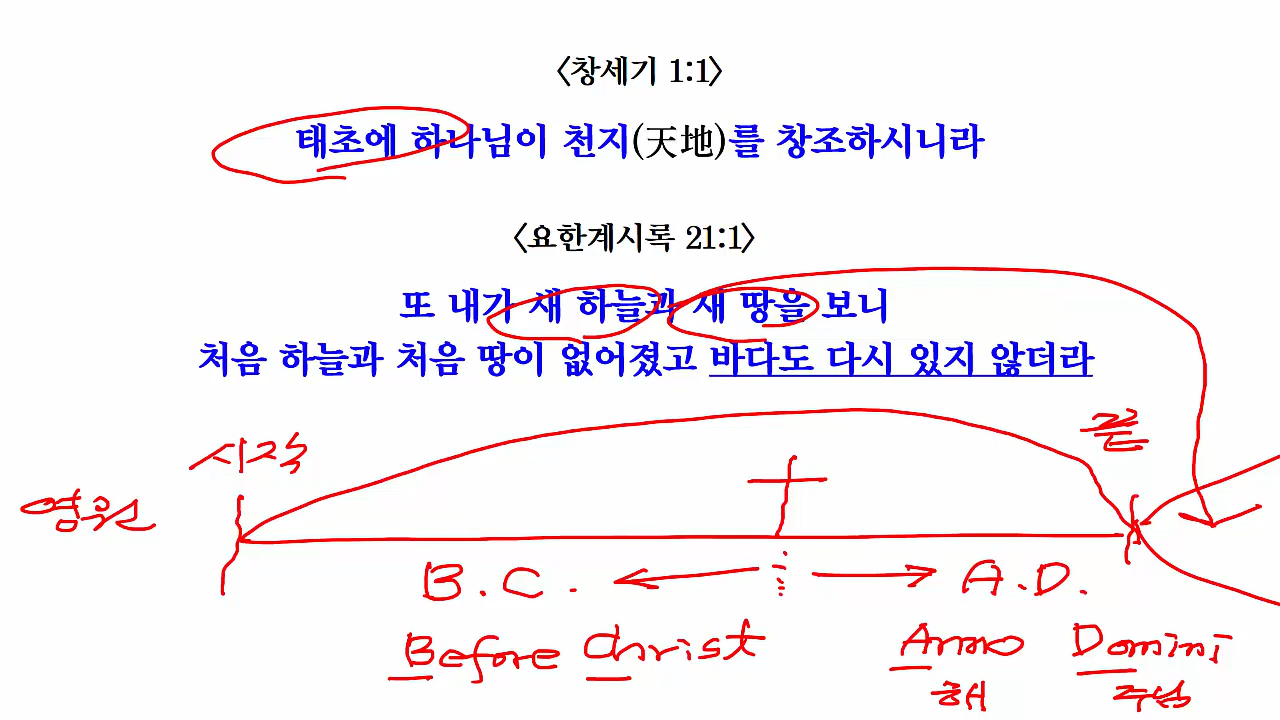 〈창세기 1:1〉
태초에 하나님이 천지(天地)를 창조하시니라
〈요한계시록 21:1〉
또 내가 새 하늘과 새 땅을 보니
처음 하늘과 처음 땅이 없어졌고 바다도 다시 있지 않더라
시작 끝
영원
B.C. A.D.
Before Christ Anno Domini
해 주님